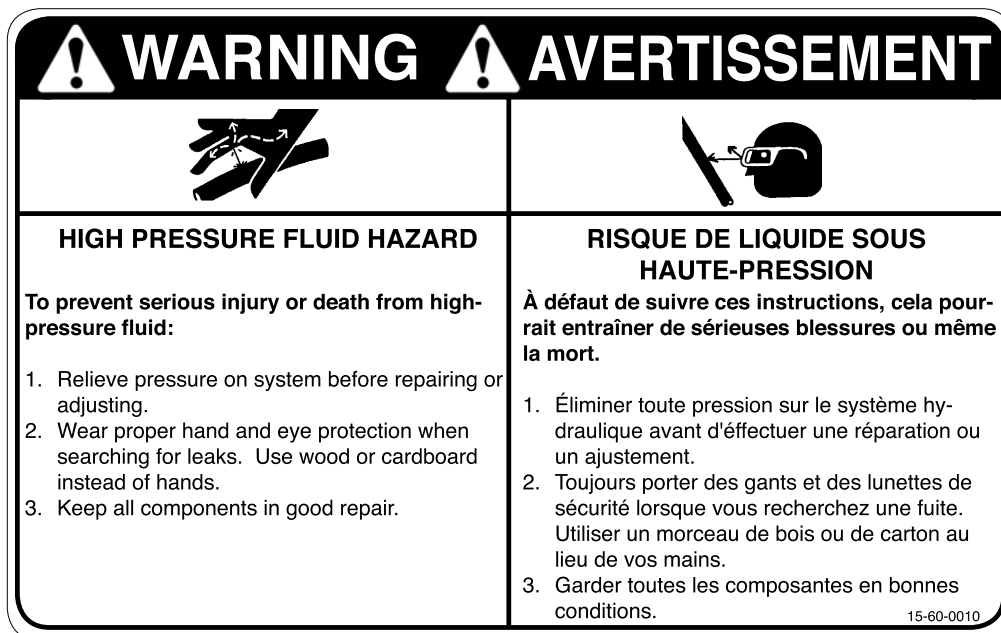 WARNING
AVERTISSEMENT
HIGH PRESSURE FLUID HAZARD
To prevent serious injury or death from high-
pressure fluid:
1. Relieve pressure on system before repairing or
adjusting.
2. Wear proper hand and eye protection when
searching for leaks.  Use wood or cardboard
instead of hands.
3. Keep all components in good repair.
RISQUE DE LIQUIDE SOUS
HAUTE-PRESSION
À défaut de suivre ces instructions, cela pour-
rait entraîner de sérieuses blessures ou même
la mort.
1. Éliminer toute pression sur le système hy-
draulique avant d'éffectuer une réparation ou
un ajustement.
2. Toujours porter des gants et des lunettes de
sécurité lorsque vous recherchez une fuite.
Utiliser un morceau de bois ou de carton au
lieu de vos mains.
3. Garder toutes les composantes en bonnes
conditions.
15-60-0010